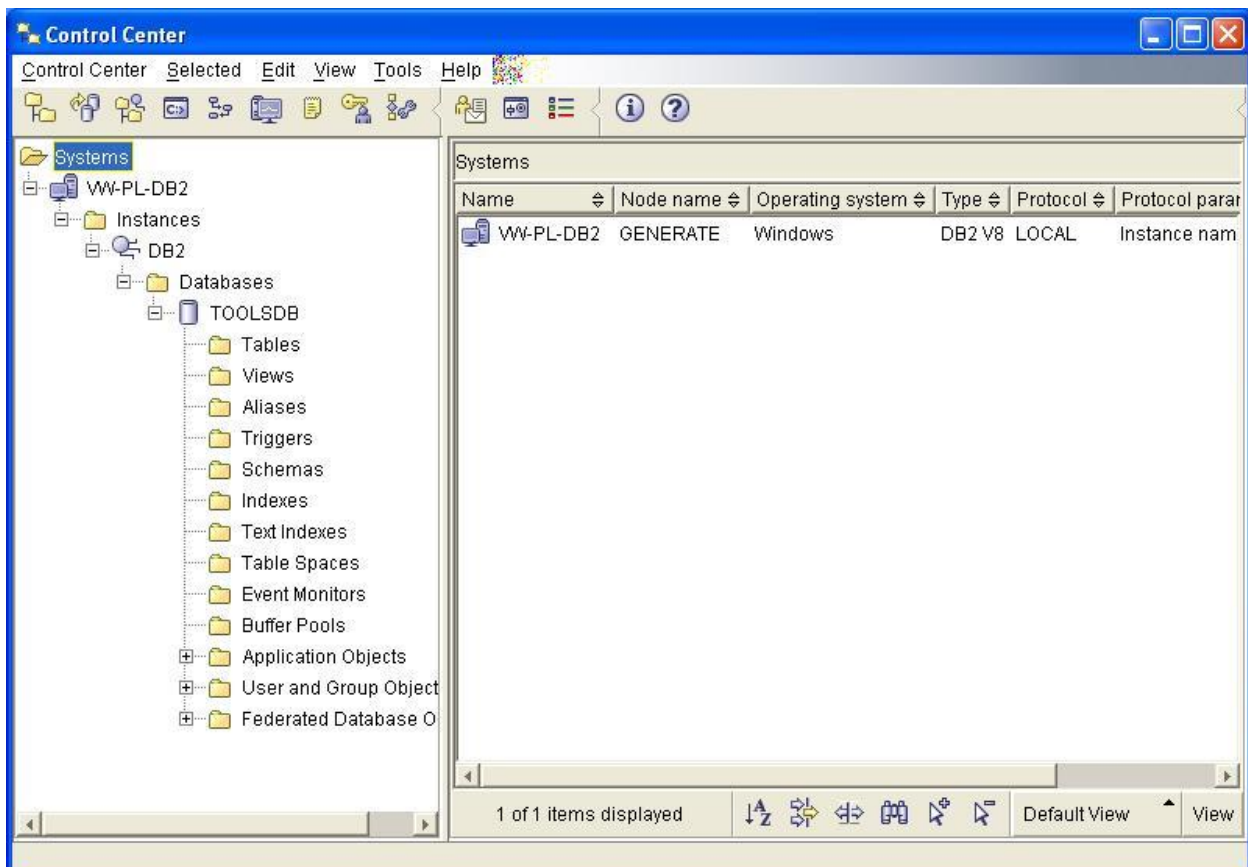 Control Center
Control Center Selected Edit View Tools Help
Systems
VW-PL-DB2
Instances
DB2
Databases
TOOLSDB
Tables
Views
Aliases
Triggers
Schemas
Indexes
Text Indexes
Table Spaces
Event Monitors
Buffer Pools
Application Objects
User and Group Object
Federated Database O
Systems
Name Node name Operating system Type Protocol Protocol parar
VW-PL-DB2 GENERATE Windows DB2 V8 LOCAL Instance nam
1 of 1 items displayed Default View View